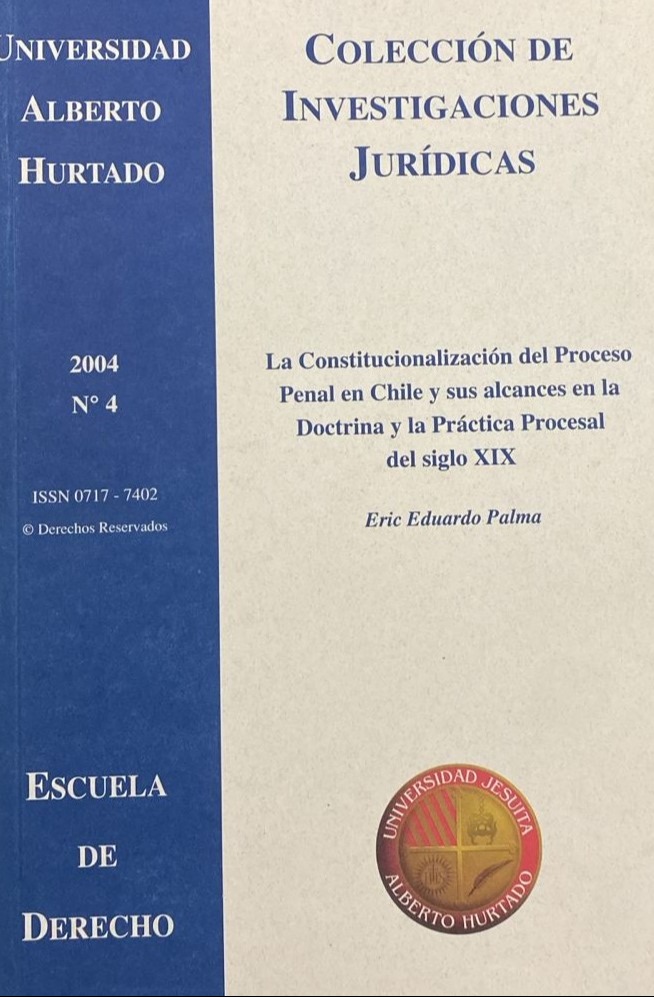 UNIVERSIDAD
ALBERTO
HURTADO
2004
N° 4
ISSN 0717 - 7402
© Derechos Reservados
ESCUELA
DE
DERECHO
COLECCIÓN DE
INVESTIGACIONES
JURÍDICAS
La Constitucionalización del Proceso
Penal en Chile y sus alcances en la
Doctrina y la Práctica Procesal
del siglo XIX
Eric Eduardo Palma
UNIVERSIDAD JESUITA
ALBERTO HURTADO